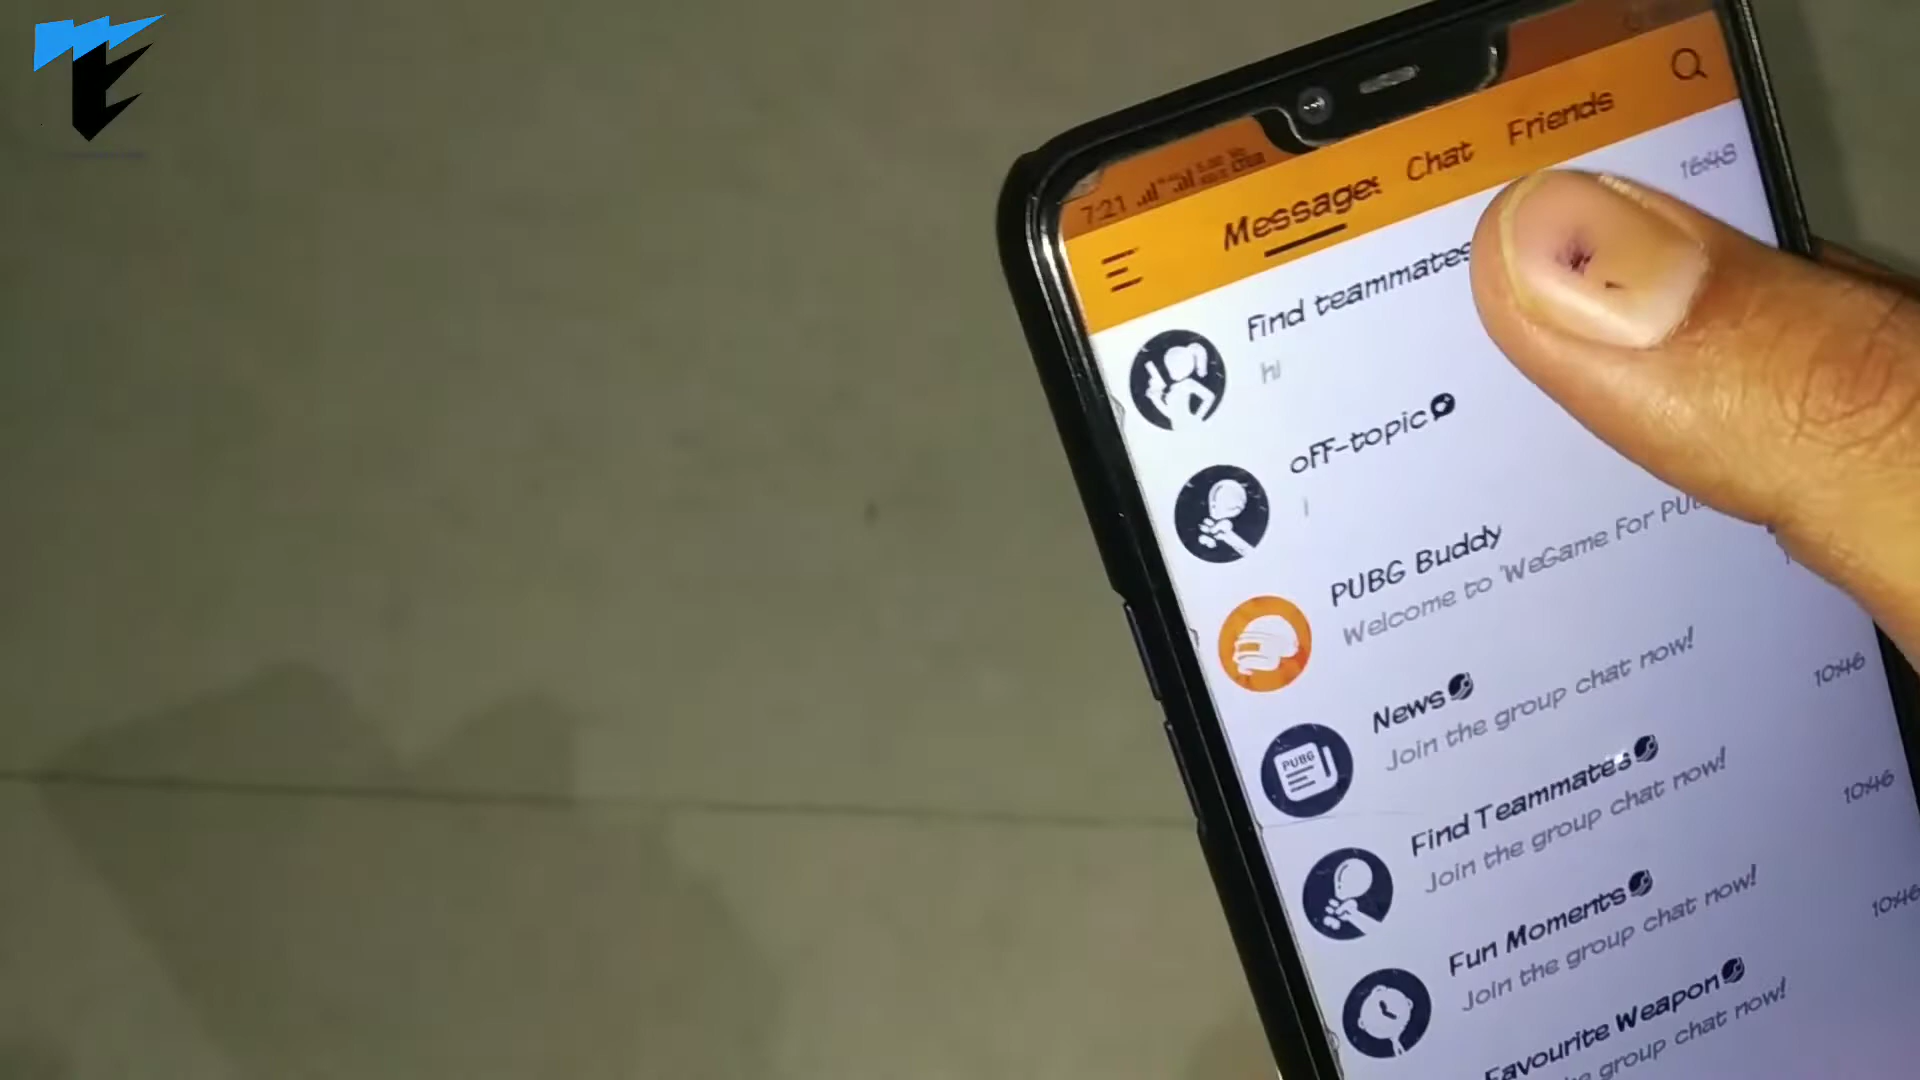 7:21
Messages Chat Friends
16:48
Find teammates
hi
oFF-topic
PUBG Buddy
Welcome to 'WeGame For PU
News
Join the group chat now!
10:46
PUBG
Find Teammates
Join the group chat now!
10:46
Fun Moments
Join the group chat now!
10:46
Favourite Weapon
group chat now!